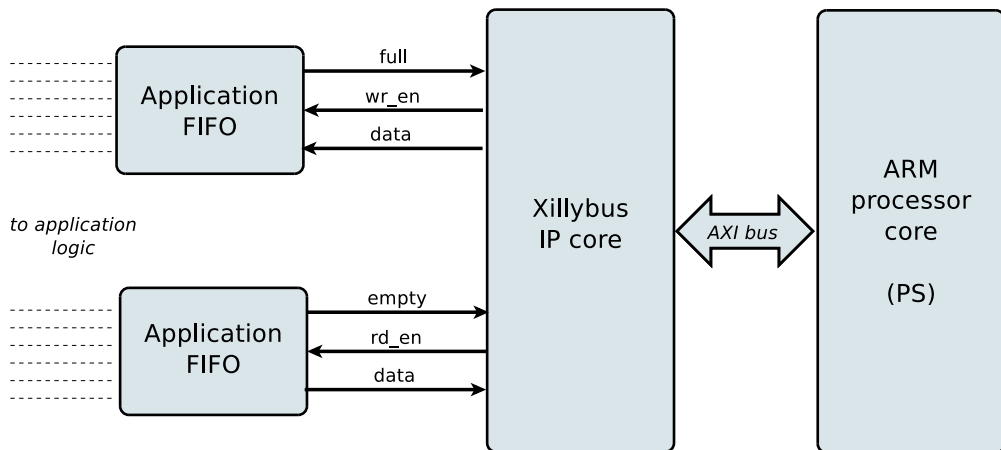 full
wr_en
data
Application
FIFO
to application
logic
empty
rd_en
data
Application
FIFO
Xillybus
IP core
AXI bus
ARM
processor
core
(PS)